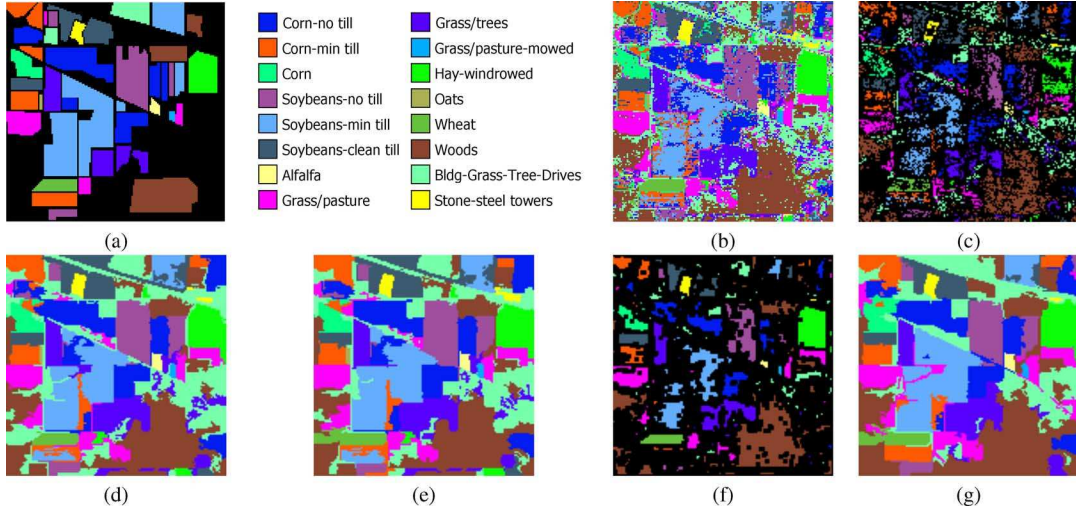 Corn-no till
Corn-min till
Corn
Soybeans-no till
Soybeans-min till
Soybeans-clean till
Alfalfa
Grass/pasture
Grass/trees
Grass/pasture-mowed
Hay-windrowed
Oats
Wheat
Woods
Bldg-Grass-Tree-Drives
Stone-steel towers
(a)
(b)
(c)
(d)
(e)
(f)
(g)